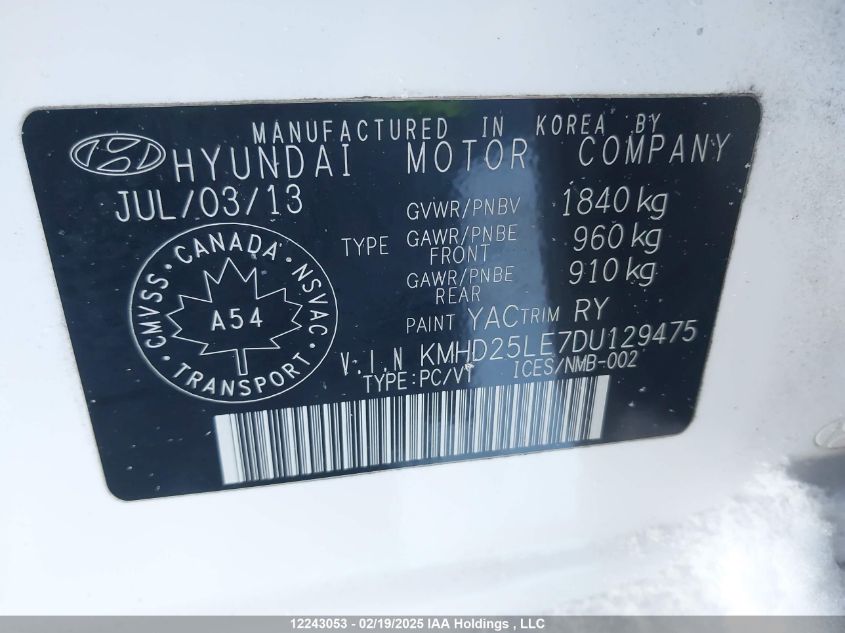 MANUFACTURED IN KOREA BY
HYUNDAI MOTOR COMPANY
JUL/03/13
GVWR/PNBV 1840 kg
TYPE GAWR/PNBE FRONT 960 kg
GAWR/PNBE REAR 910 kg
PAINT YAC TRIM RY
CMVSS · CANADA · NSVAC · TRANSPORT ·
A54
V.I.N KMHD25LE7DU129475
TYPE:PC/VT ICES/NMB-002
12243053 - 02/19/2025 IAA Holdings , LLC